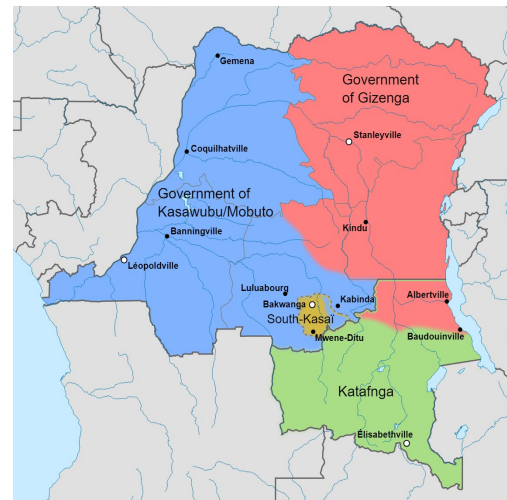 Gemena
Government
of Gizenga
Stanleyville
Coquilhatville
Government of
Kasawubu/Mobuto
Banningville
Kindu
Léopoldville
Luluabourg
Bakwanga
Kabinda
Albertville
South-Kasaï
Mwene-Ditu
Baudouinville
Katafnga
Élisabethville